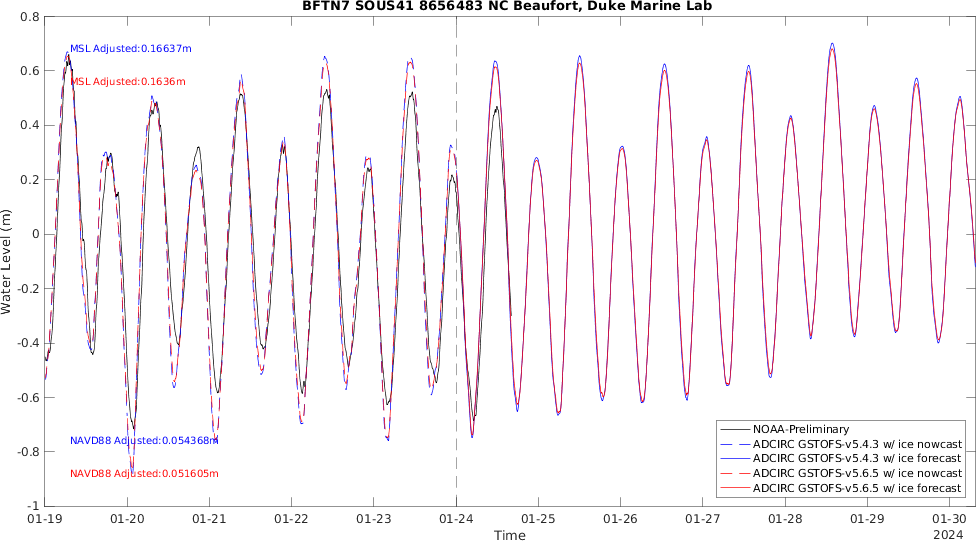 BFTN7 SOUS41 8656483 NC Beaufort, Duke Marine Lab
0.8
0.6
0.4
0.2
0
-0.2
-0.4
-0.6
-0.8
-1
Water Level (m)
MSL Adjusted:0.16637m
MSL Adjusted:0.1636m
NAVD88 Adjusted:0.054368m
NAVD88 Adjusted:0.051605m
NOAA-Preliminary
ADCIRC GSTOFS-v5.4.3 w/ ice nowcast
ADCIRC GSTOFS-v5.4.3 w/ ice forecast
ADCIRC GSTOFS-v5.6.5 w/ ice nowcast
ADCIRC GSTOFS-v5.6.5 w/ ice forecast
01-19 01-20 01-21 01-22 01-23 01-24 01-25 01-26 01-27 01-28 01-29 01-30
Time
2024